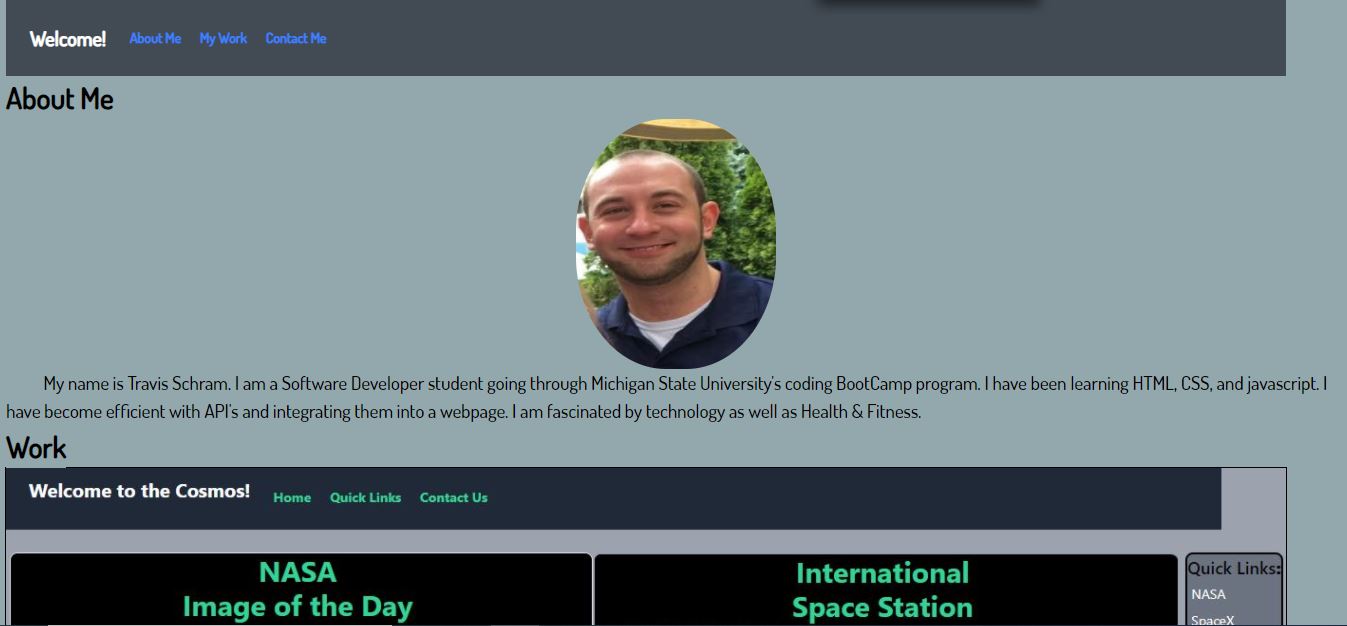 Welcome! About Me My Work Contact Me
About Me
My name is Travis Schram. I am a Software Developer student going through Michigan State University's coding BootCamp program. I have been learning HTML, CSS, and javascript. I
have become efficient with API's and integrating them into a webpage. I am fascinated by technology as well as Health & Fitness.
Work
Welcome to the Cosmos! Home Quick Links Contact Us
NASA
Image of the Day
International
Space Station
Quick Links:
NASA
SpaceX